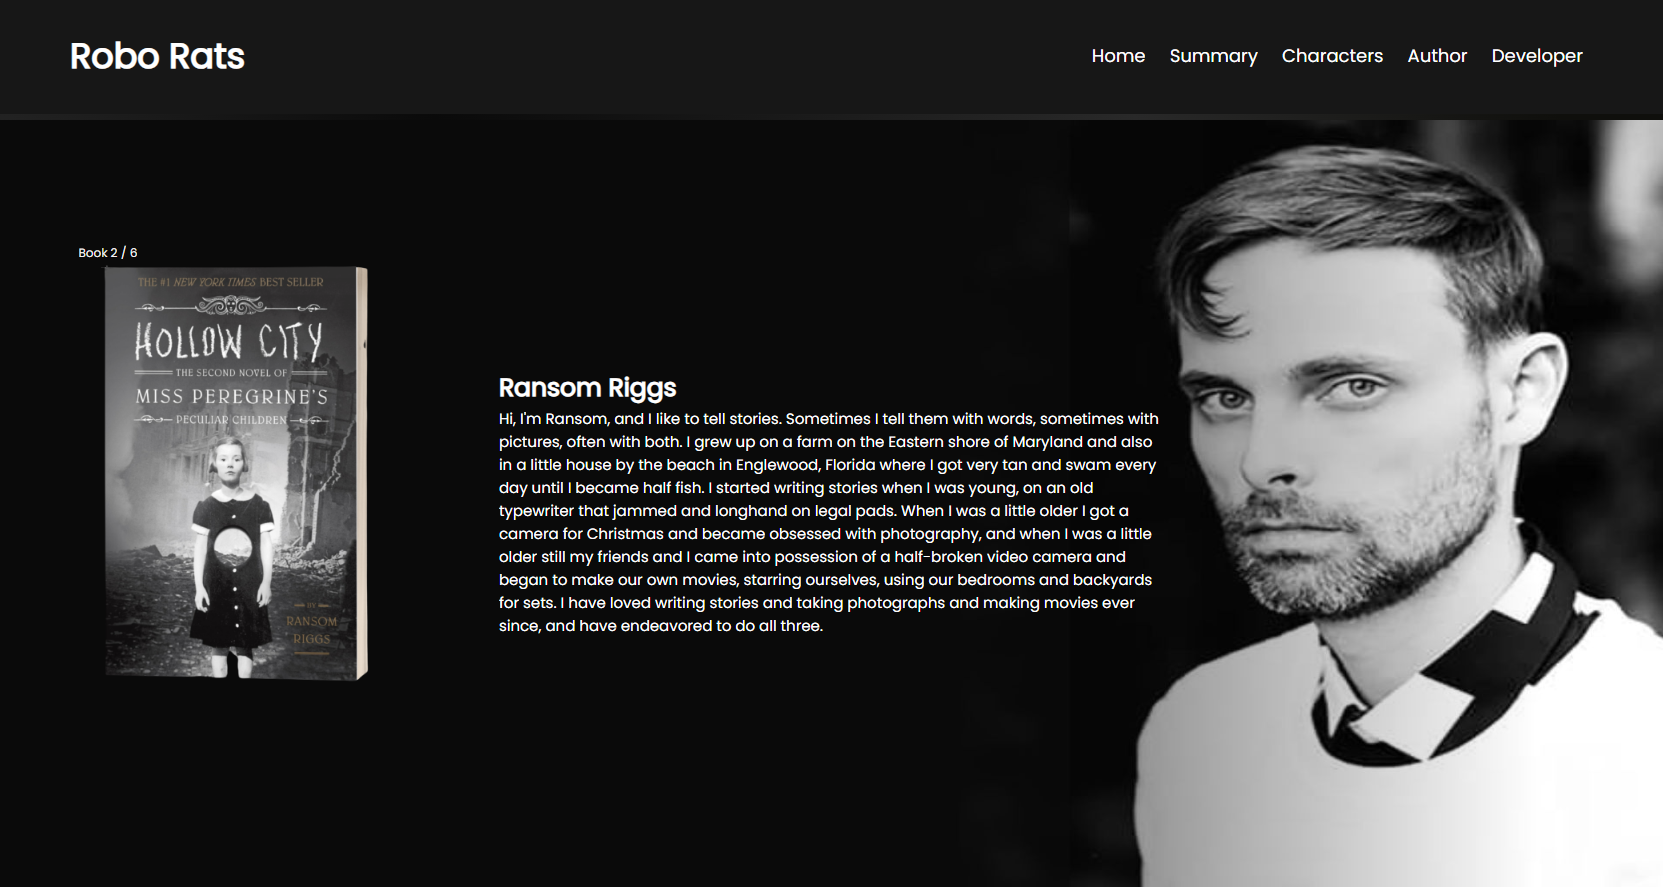 Robo Rats
Home Summary Characters Author Developer
Book 2 / 6
THE #1 NEW YORK TIMES BEST SELLER
HOLLOW CITY
THE SECOND NOVEL OF
MISS PEREGRINE'S
PECULIAR CHILDREN
BY
RANSOM
RIGGS
Ransom Riggs
Hi, I'm Ransom, and I like to tell stories. Sometimes I tell them with words, sometimes with
pictures, often with both. I grew up on a farm on the Eastern shore of Maryland and also
in a little house by the beach in Englewood, Florida where I got very tan and swam every
day until I became half fish. I started writing stories when I was young, on an old
typewriter that jammed and longhand on legal pads. When I was a little older I got a
camera for Christmas and became obsessed with photography, and when I was a little
older still my friends and I came into possession of a half-broken video camera and
began to make our own movies, starring ourselves, using our bedrooms and backyards
for sets. I have loved writing stories and taking photographs and making movies ever
since, and have endeavored to do all three.